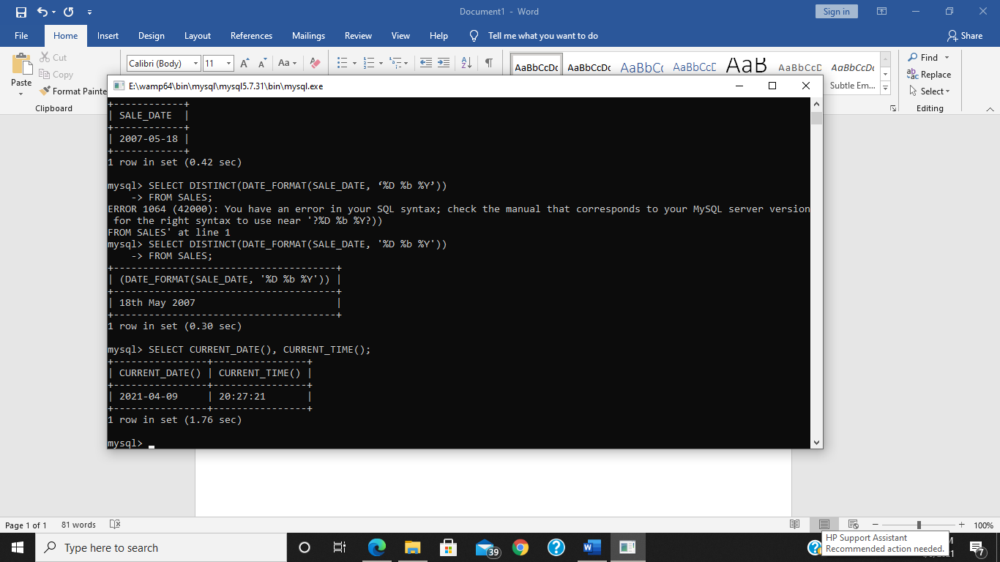 Document1 - Word
Sign in
File Home Insert Design Layout References Mailings Review View Help Tell me what you want to do Share
Cut
Copy
Paste
Format Painte
Clipboard
Calibri (Body) 11
Aa
AaBbCcDc AaBbCcDc AaBbCc AaBbCcD AaB AaBbCcD AaBbCcDc
Subtle Em...
Find
Replace
Select
Editing
E:\wamp64\bin\mysql\mysql5.7.31\bin\mysql.exe
+------------+
| SALE_DATE  |
+------------+
| 2007-05-18 |
+------------+
1 row in set (0.42 sec)
mysql> SELECT DISTINCT(DATE_FORMAT(SALE_DATE, ‘%D %b %Y’))
    -> FROM SALES;
ERROR 1064 (42000): You have an error in your SQL syntax; check the manual that corresponds to your MySQL server version
 for the right syntax to use near '?%D %b %Y?))
FROM SALES' at line 1
mysql> SELECT DISTINCT(DATE_FORMAT(SALE_DATE, '%D %b %Y'))
    -> FROM SALES;
+--------------------------------------+
| (DATE_FORMAT(SALE_DATE, '%D %b %Y')) |
+--------------------------------------+
| 18th May 2007                        |
+--------------------------------------+
1 row in set (0.30 sec)
mysql> SELECT CURRENT_DATE(), CURRENT_TIME();
+----------------+----------------+
| CURRENT_DATE() | CURRENT_TIME() |
+----------------+----------------+
| 2021-04-09     | 20:27:21       |
+----------------+----------------+
1 row in set (1.76 sec)
mysql>
Page 1 of 1 81 words
100%
Type here to search
39
HP Support Assistant
Recommended action needed.
7